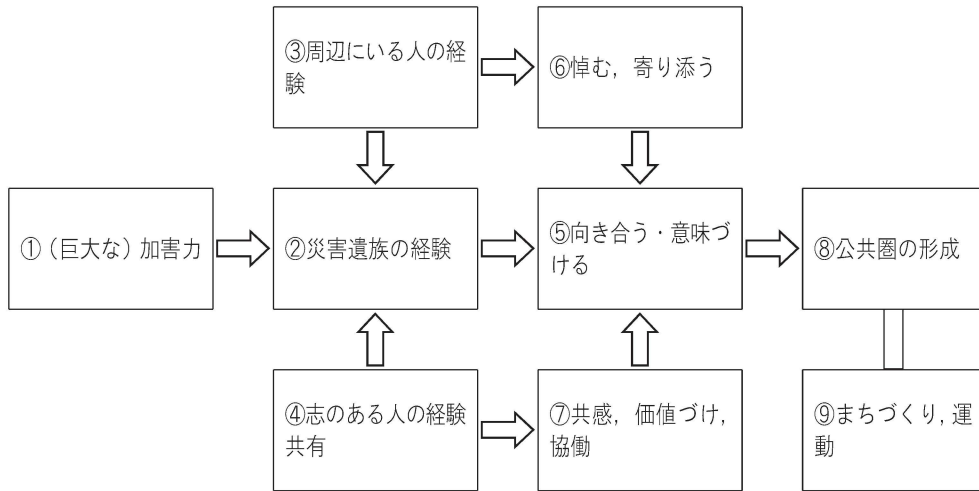 ③周辺にいる人の経
験
⑥悼む，寄り添う
①（巨大な）加害力
②災害遺族の経験
⑤向き合う・意味づ
ける
⑧公共圏の形成
④志のある人の経験
共有
⑦共感，価値づけ，
協働
⑨まちづくり，運
動